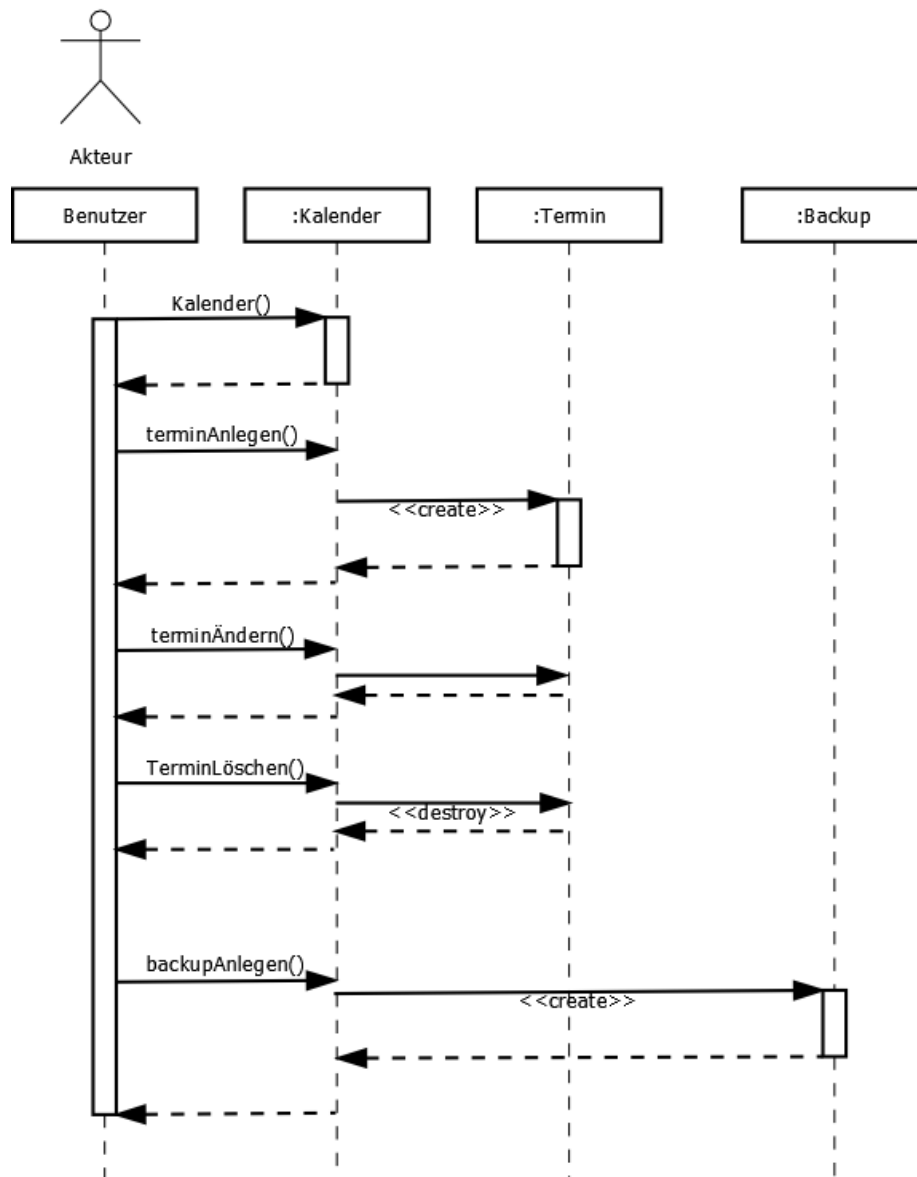 Akteur
Benutzer
:Kalender
:Termin
:Backup
Kalender()
terminAnlegen()
<<create>>
terminÄndern()
TerminLöschen()
<<destroy>>
backupAnlegen()
<<create>>